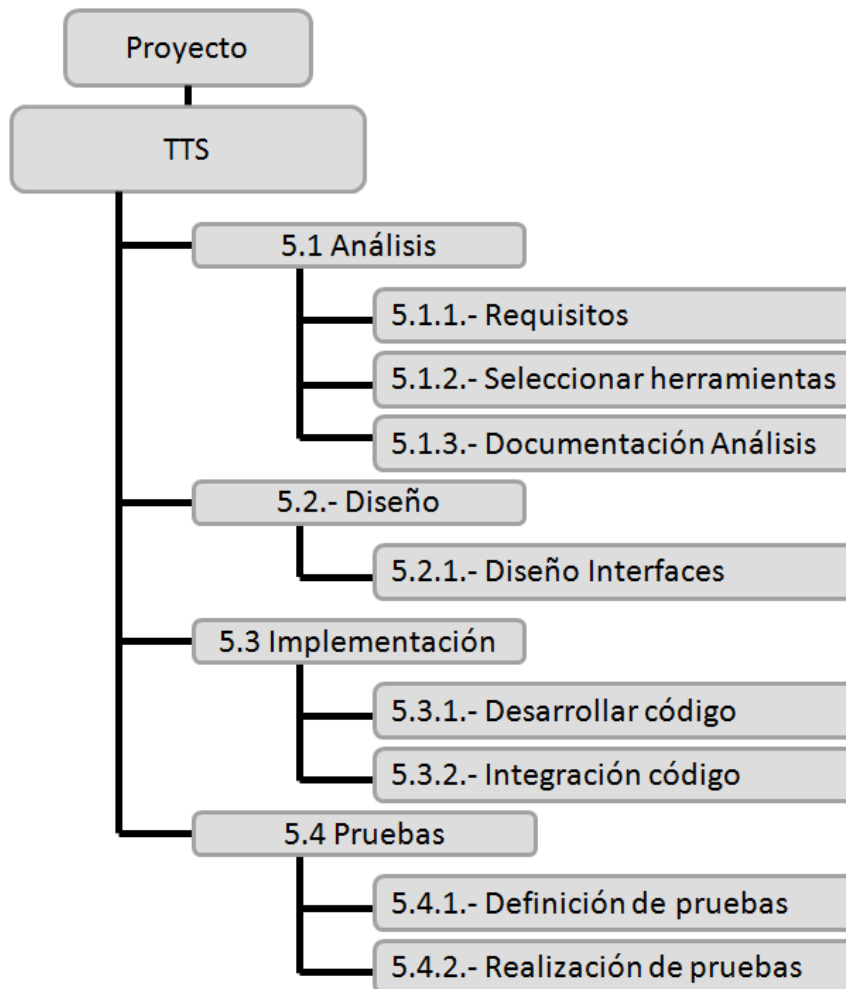 Proyecto
TTS
5.1 Análisis
5.1.1.- Requisitos
5.1.2.- Seleccionar herramientas
5.1.3.- Documentación Análisis
5.2.- Diseño
5.2.1.- Diseño Interfaces
5.3 Implementación
5.3.1.- Desarrollar código
5.3.2.- Integración código
5.4 Pruebas
5.4.1.- Definición de pruebas
5.4.2.- Realización de pruebas